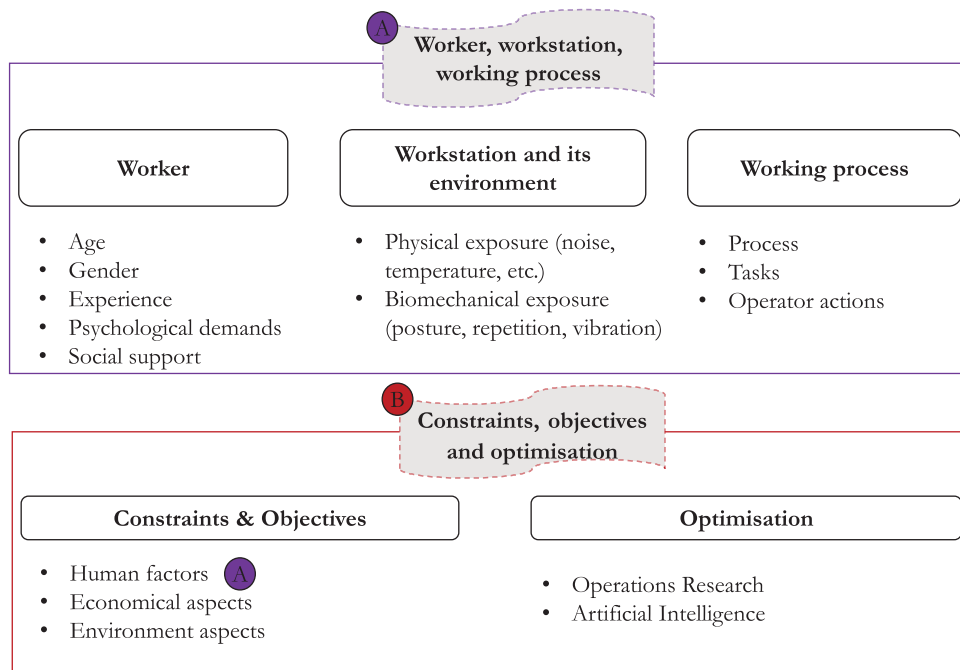 A
Worker, workstation,
working process
Worker
Workstation and its
environment
Working process
• Age
• Gender
• Experience
• Psychological demands
• Social support
• Physical exposure (noise,
temperature, etc.)
• Biomechanical exposure
(posture, repetition, vibration)
• Process
• Tasks
• Operator actions
B
Constraints, objectives
and optimisation
Constraints & Objectives
Optimisation
• Human factors A
• Economical aspects
• Environment aspects
• Operations Research
• Artificial Intelligence